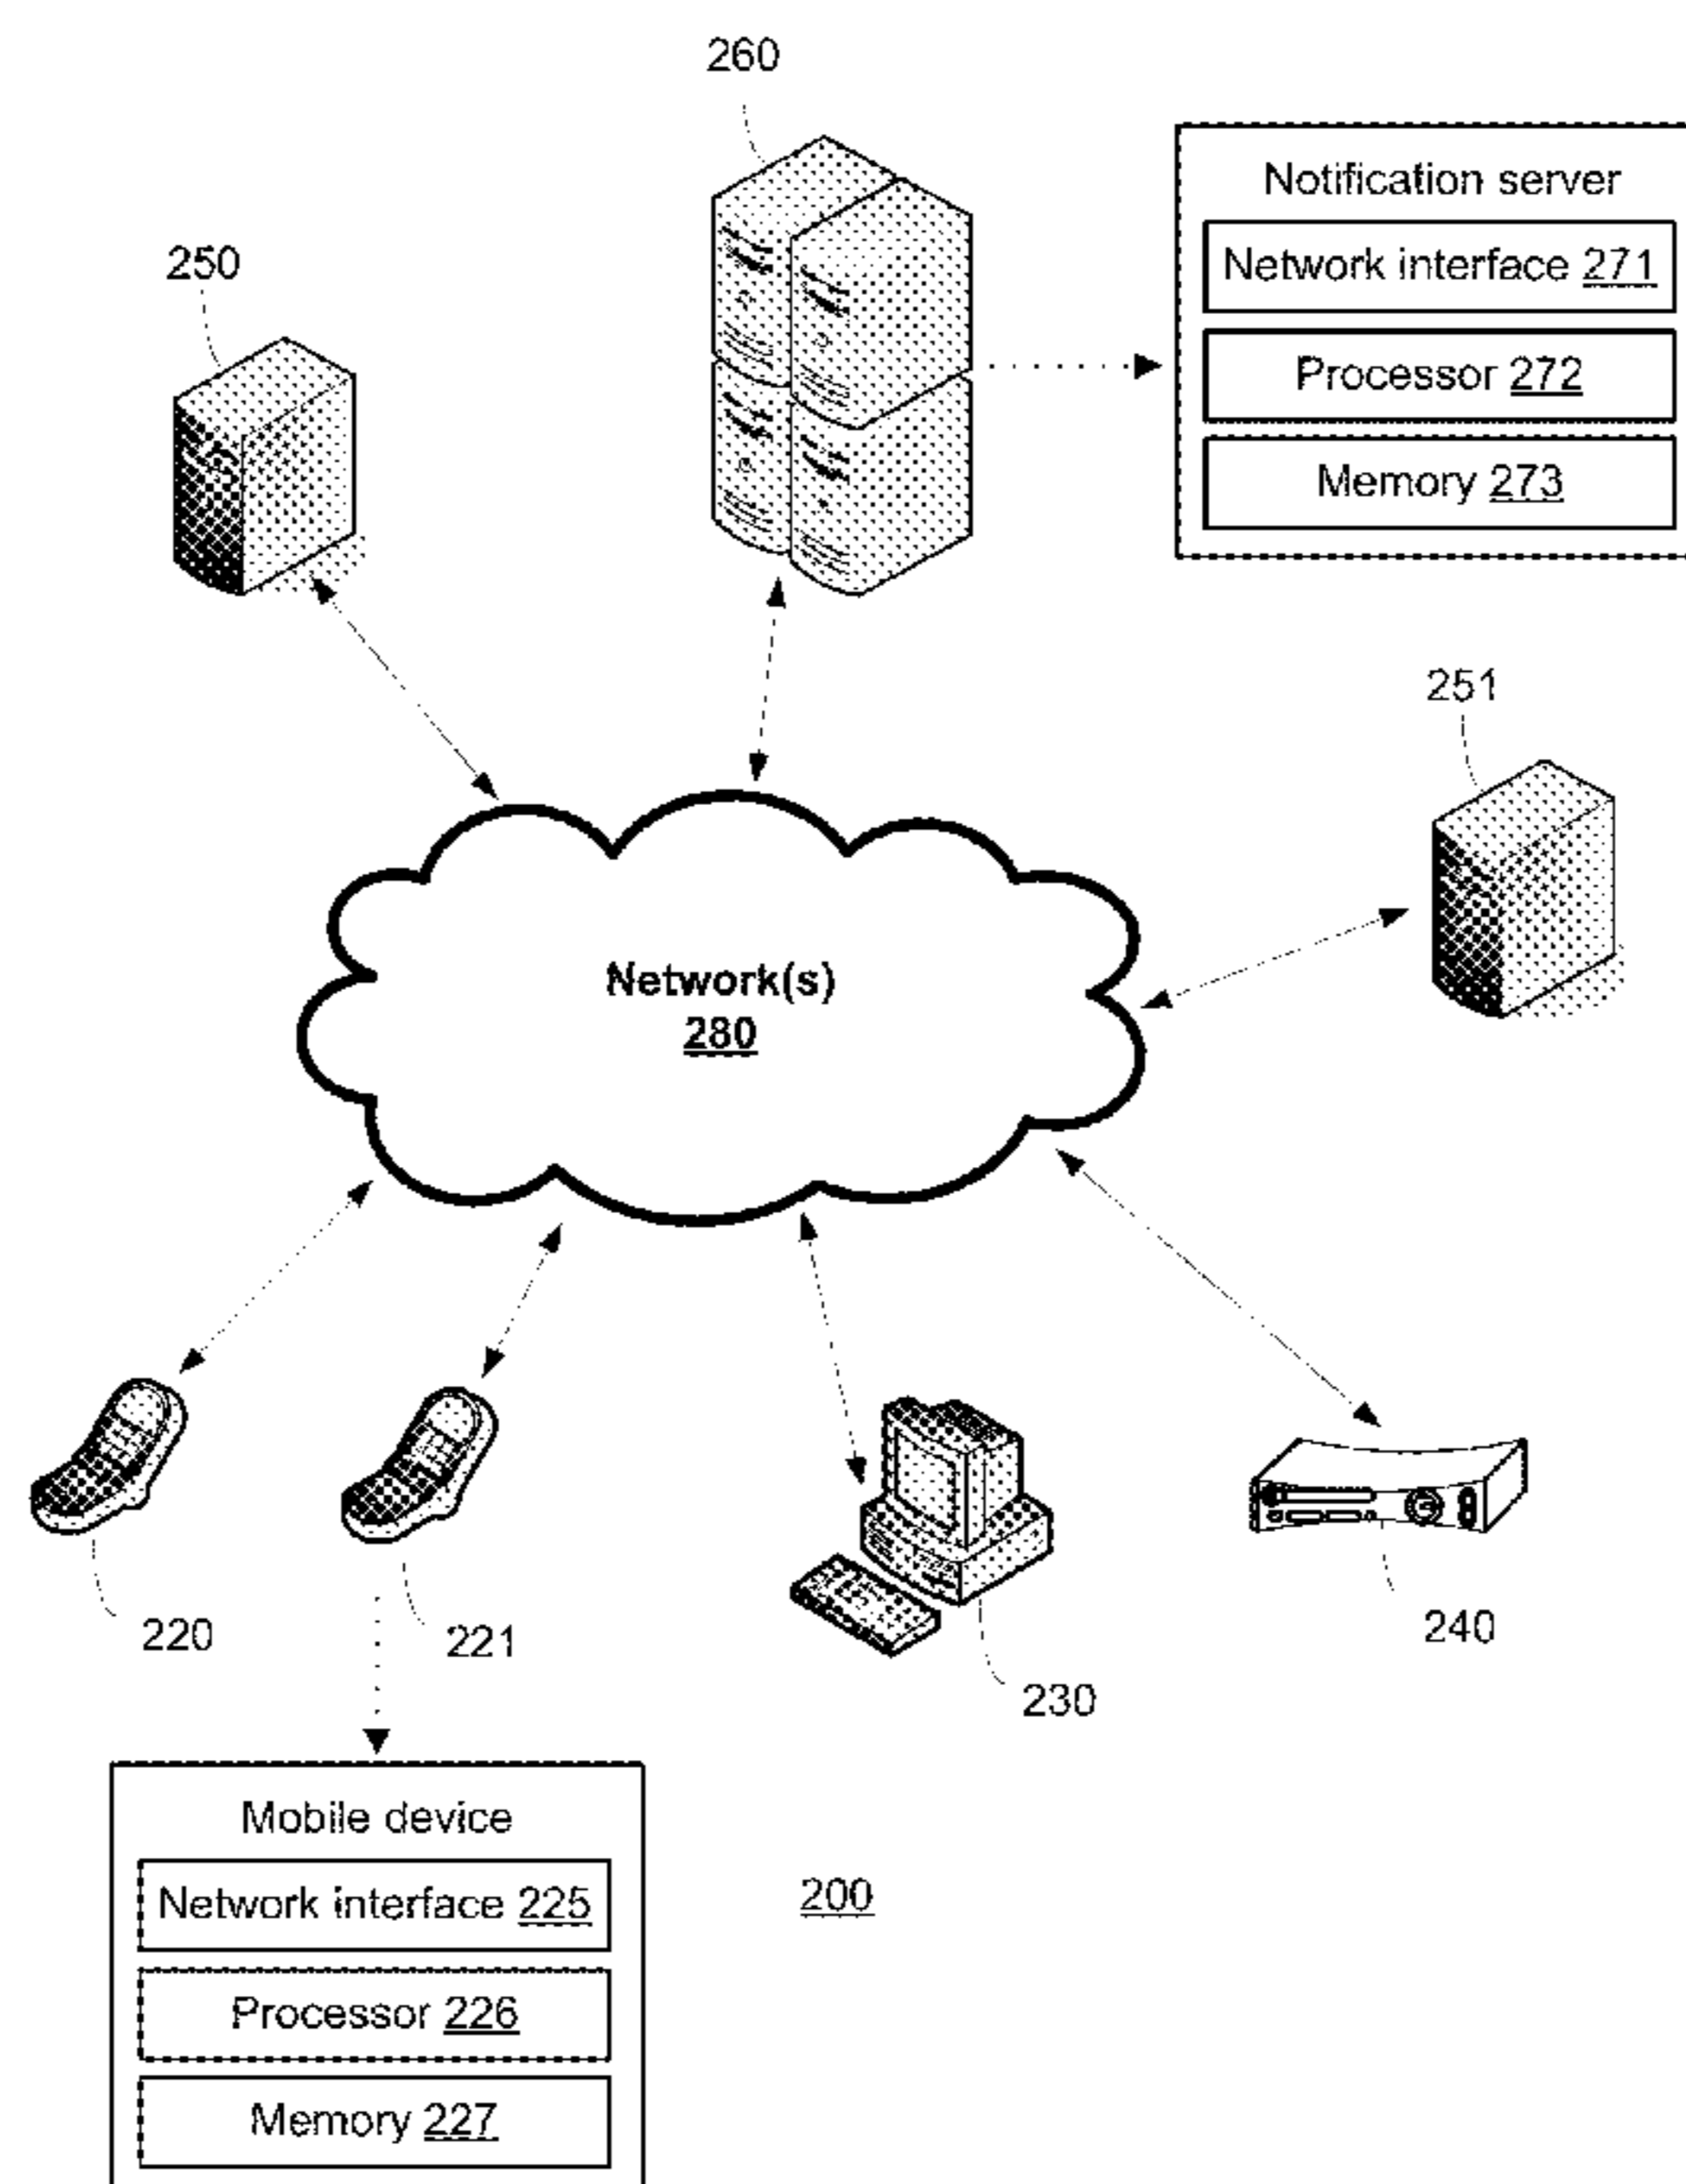 260
Notification server
Network interface 271
Processor 272
Memory 273
250
251
Network(s)
280
220
221
230
240
Mobile device
Network interface 225
Processor 226
Memory 227
200